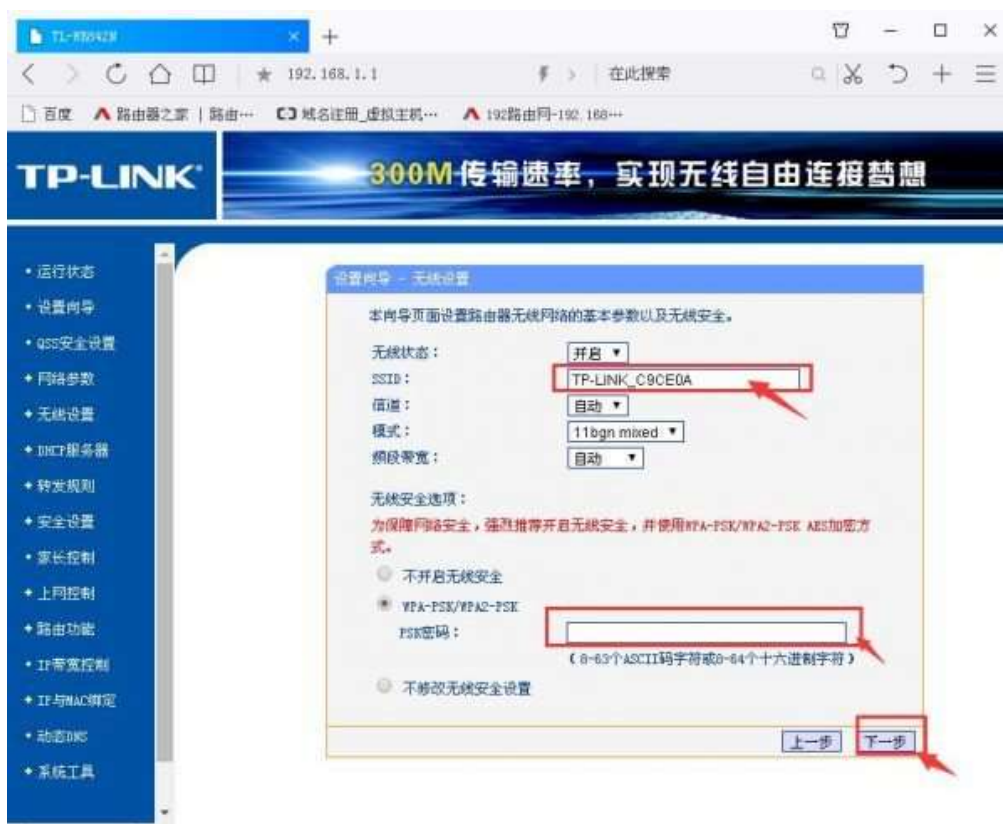 TL-WR842N
192.168.1.1
在此搜索
百度
路由器之家 | 路由…
域名注册_虚拟主机…
192路由网-192.168…
TP-LINK®
300M传输速率，实现无线自由连接梦想
• 运行状态
• 设置向导
• QSS安全设置
+ 网络参数
+ 无线设置
+ DHCP服务器
+ 转发规则
+ 安全设置
• 家长控制
+ 上网控制
+ 路由功能
• IP带宽控制
+ IP与MAC绑定
• 动态DNS
+ 系统工具
设置向导 - 无线设置
本向导页面设置路由器无线网络的基本参数以及无线安全。
无线状态： 开启
SSID： TP-LINK_C9CE0A
信道： 自动
模式： 11bgn mixed
频段带宽： 自动
无线安全选项：
为保障网络安全，强烈推荐开启无线安全，并使用WPA-PSK/WPA2-PSK AES加密方
式。
不开启无线安全
WPA-PSK/WPA2-PSK
PSK密码：
（8-63个ASCII码字符或8-64个十六进制字符）
不修改无线安全设置
上一步 下一步